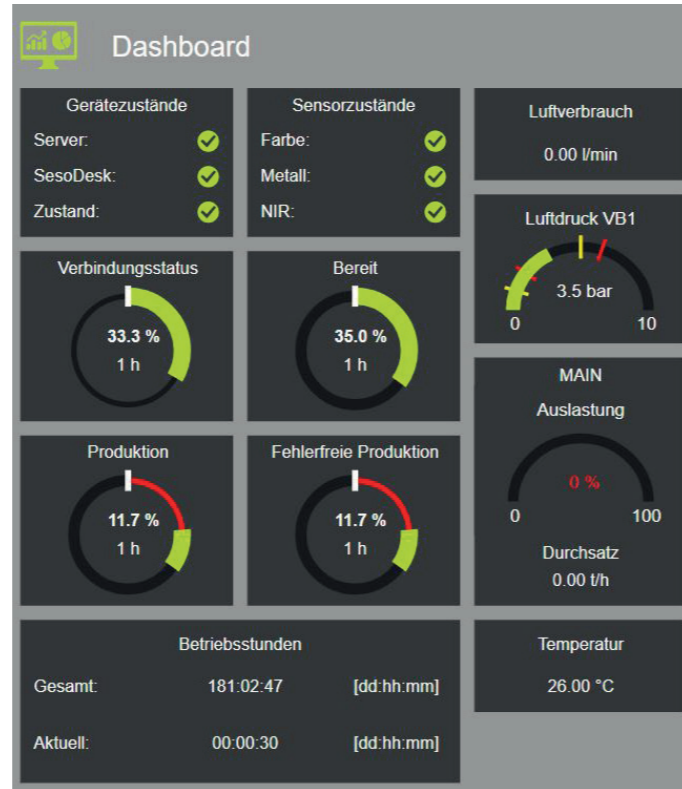 Dashboard
Gerätezustände
Server:
SesoDesk:
Zustand:
Sensorzustände
Farbe:
Metall:
NIR:
Luftverbrauch
0.00 l/min
Luftdruck VB1
3.5 bar
0 10
Verbindungsstatus
33.3 %
1 h
Bereit
35.0 %
1 h
MAIN
Auslastung
0 %
0 100
Durchsatz
0.00 t/h
Produktion
11.7 %
1 h
Fehlerfreie Produktion
11.7 %
1 h
Betriebsstunden
Gesamt: 181:02:47 [dd:hh:mm]
Aktuell: 00:00:30 [dd:hh:mm]
Temperatur
26.00 °C